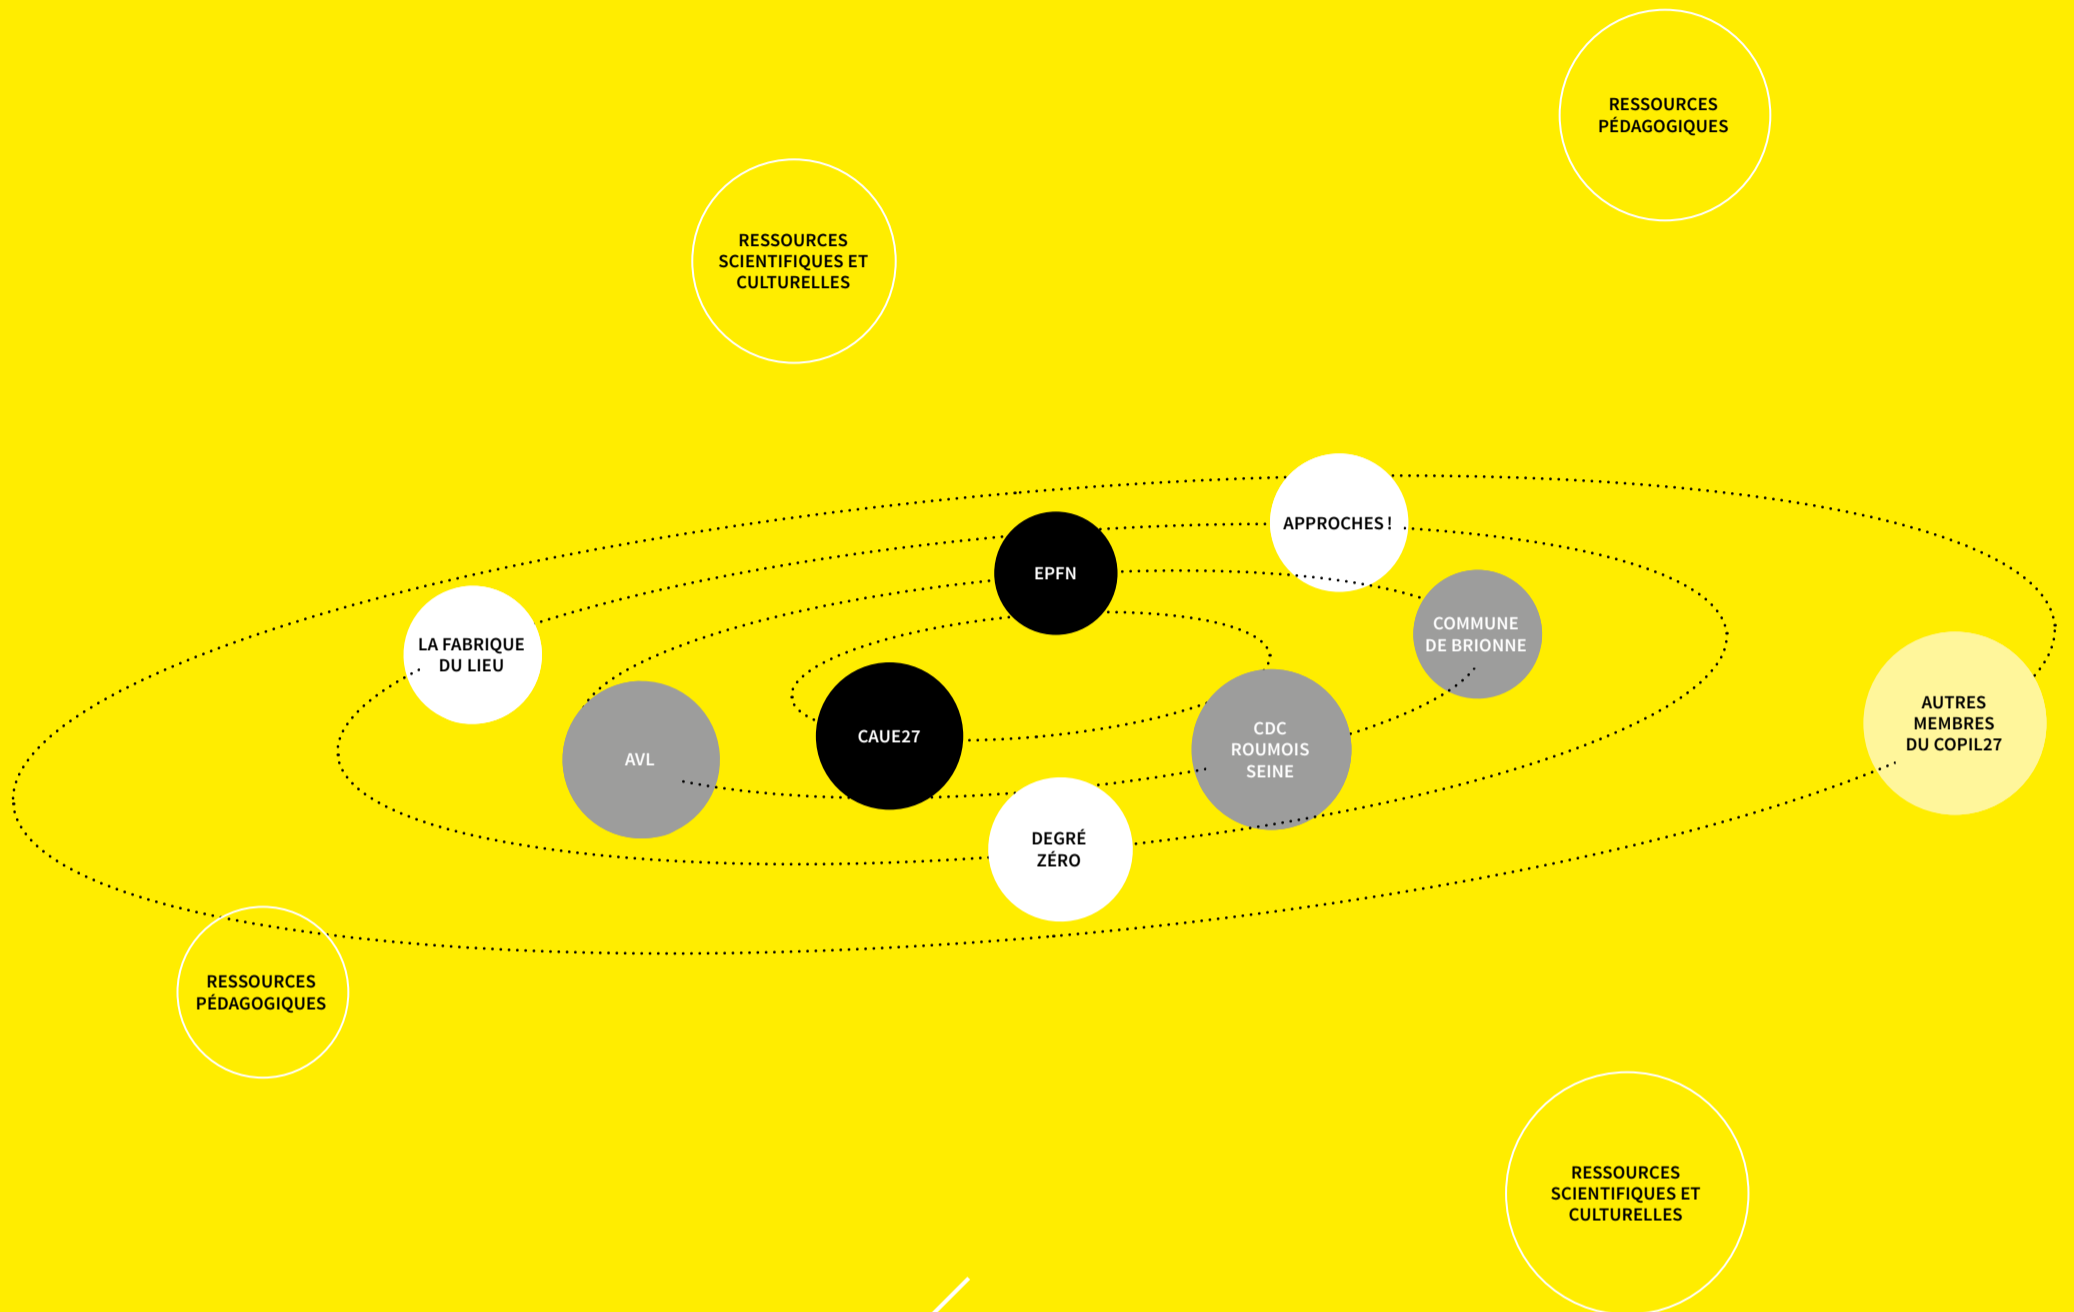 RESSOURCES
PÉDAGOGIQUES
RESSOURCES
SCIENTIFIQUES ET
CULTURELLES
APPROCHES !
EPFN
COMMUNE
DE BRIONNE
LA FABRIQUE
DU LIEU
AUTRES
MEMBRES
DU COPIL27
CAUE27
CDC
ROUMOIS
SEINE
AVL
DEGRÉ
ZÉRO
RESSOURCES
PÉDAGOGIQUES
RESSOURCES
SCIENTIFIQUES ET
CULTURELLES